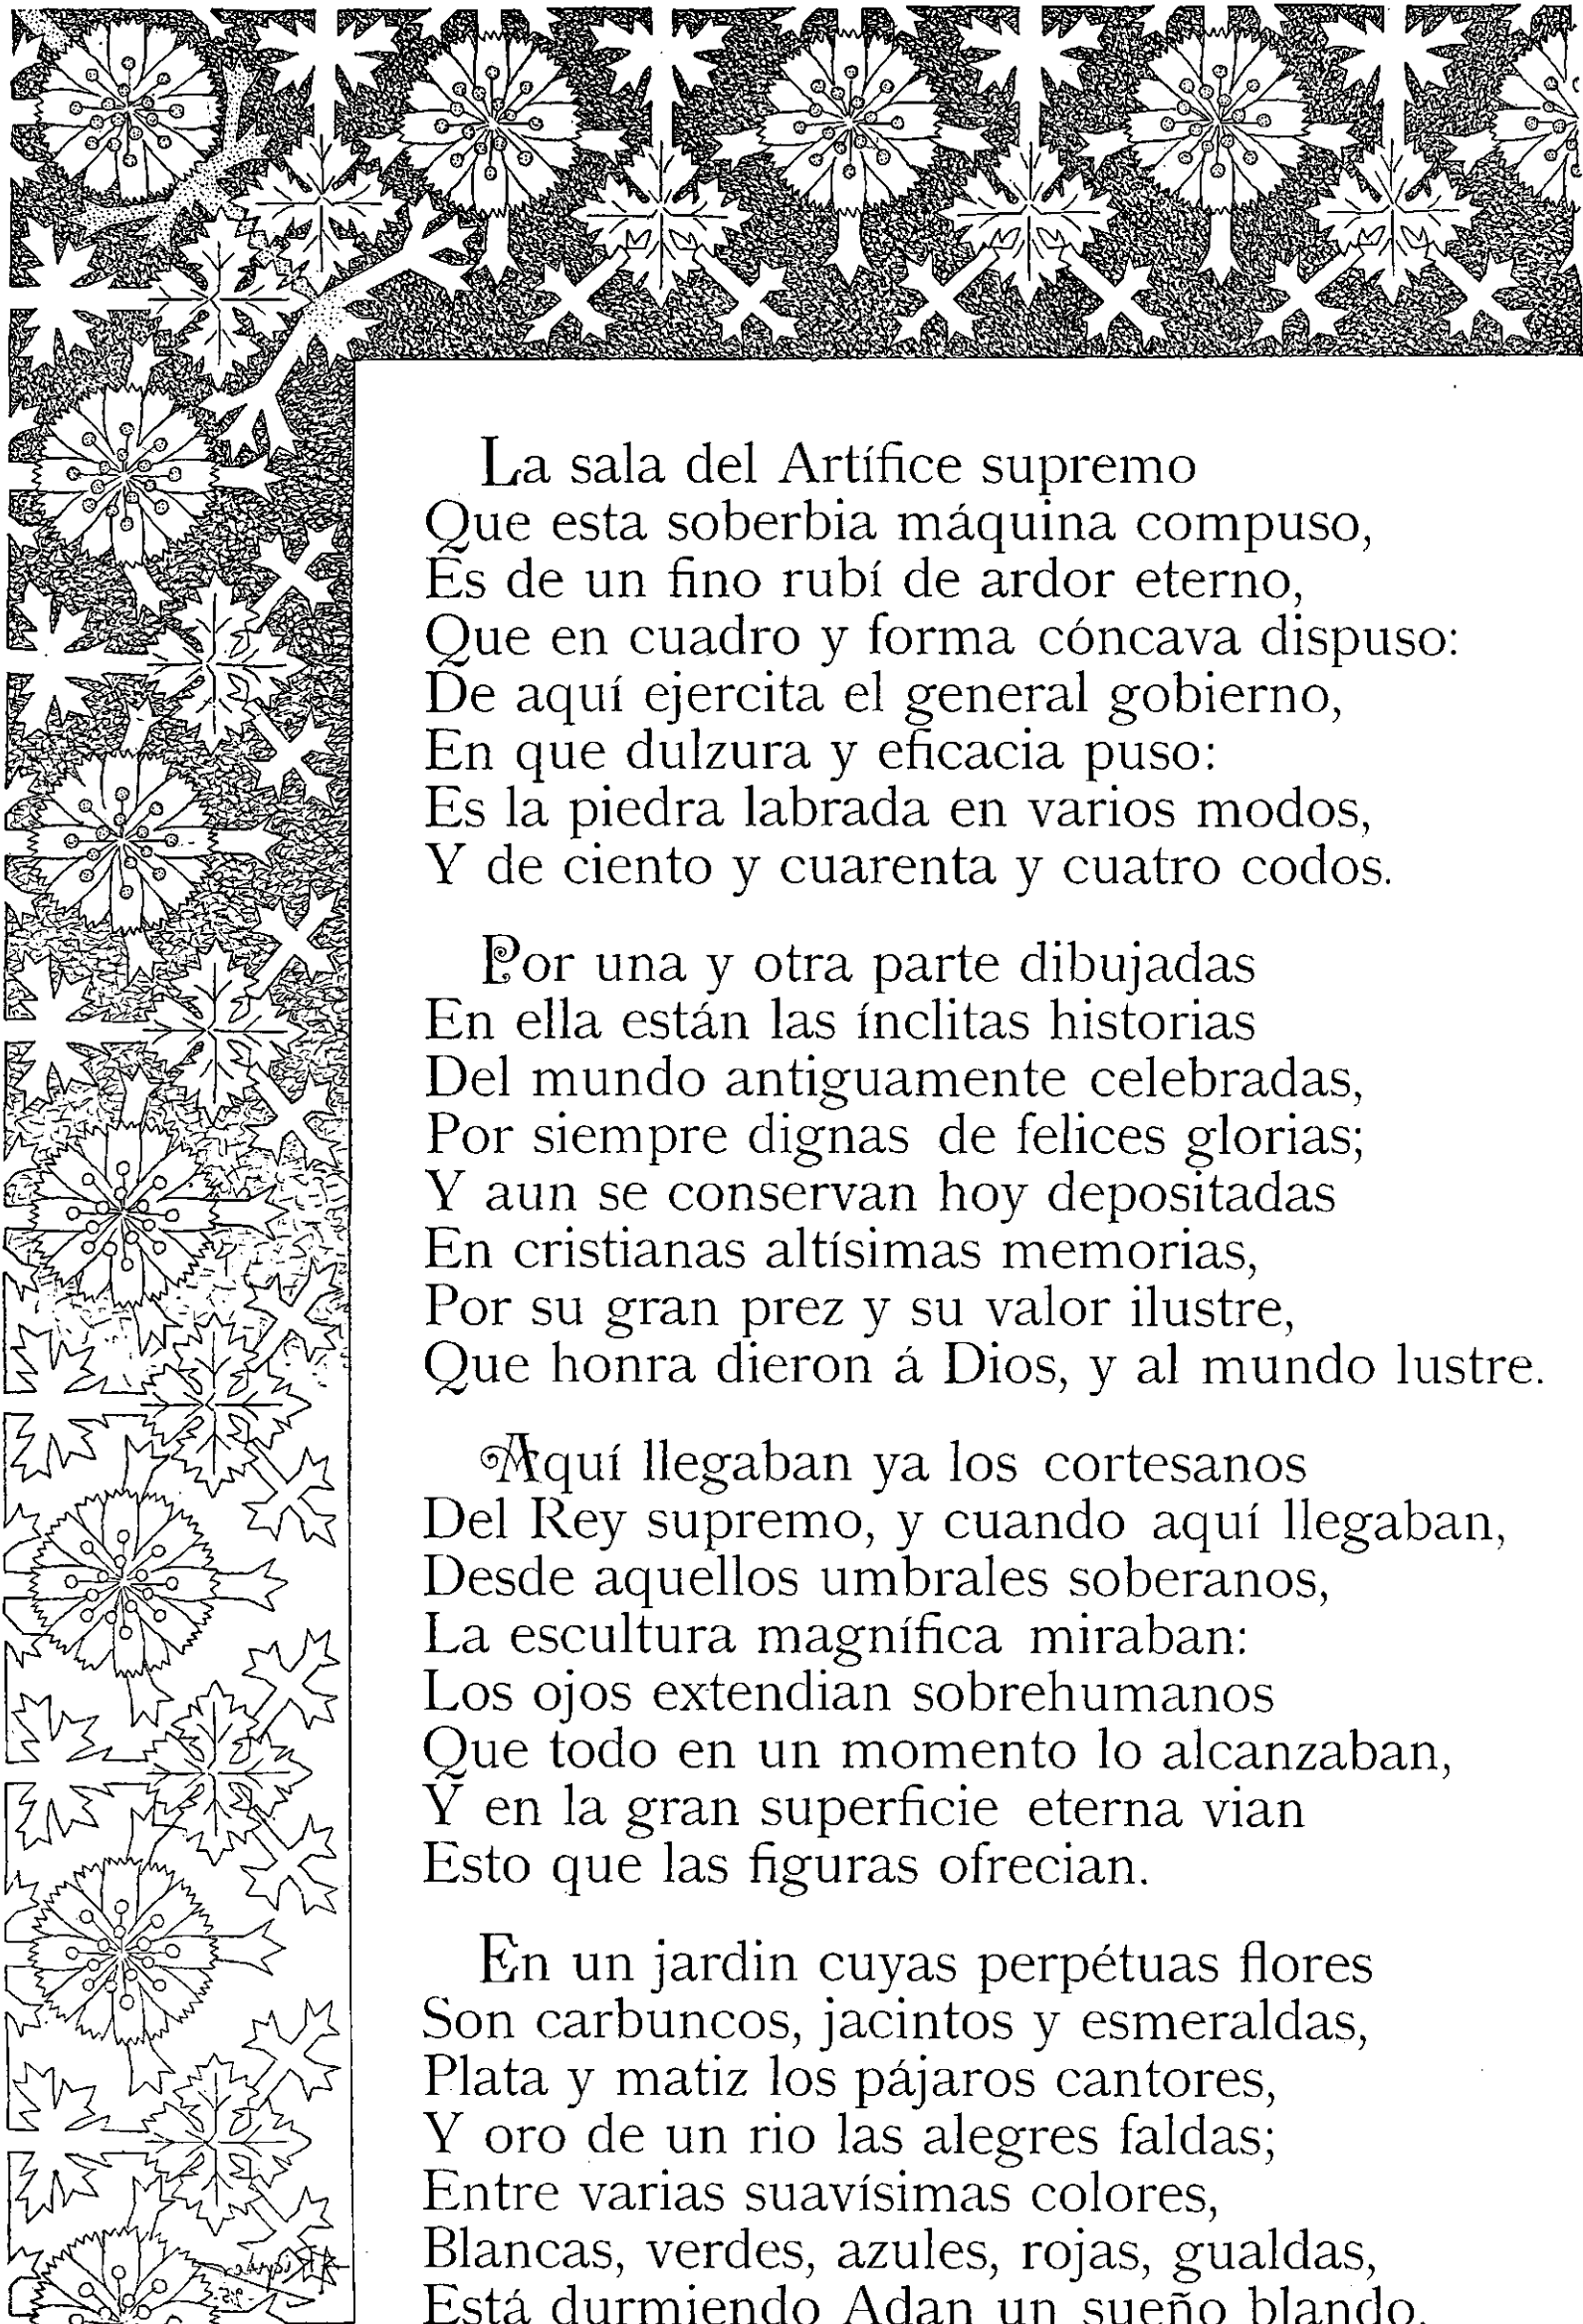 La sala del Artífice supremo
Que esta soberbia máquina compuso,
Es de un fino rubí de ardor eterno,
Que en cuadro y forma cóncava dispuso:
De aquí ejercita el general gobierno,
En que dulzura y eficacia puso:
Es la piedra labrada en varios modos,
Y de ciento y cuarenta y cuatro codos.
Por una y otra parte dibujadas
En ella están las ínclitas historias
Del mundo antiguamente celebradas,
Por siempre dignas de felices glorias;
Y aun se conservan hoy depositadas
En cristianas altísimas memorias,
Por su gran prez y su valor ilustre,
Que honra dieron á Dios, y al mundo lustre.
Aquí llegaban ya los cortesanos
Del Rey supremo, y cuando aquí llegaban,
Desde aquellos umbrales soberanos,
La escultura magnífica miraban:
Los ojos extendian sobrehumanos
Que todo en un momento lo alcanzaban,
Y en la gran superficie eterna vian
Esto que las figuras ofrecian.
En un jardin cuyas perpétuas flores
Son carbuncos, jacintos y esmeraldas,
Plata y matiz los pájaros cantores,
Y oro de un rio las alegres faldas;
Entre varias suavísimas colores,
Blancas, verdes, azules, rojas, gualdas,
Está durmiendo Adan un sueño blando,